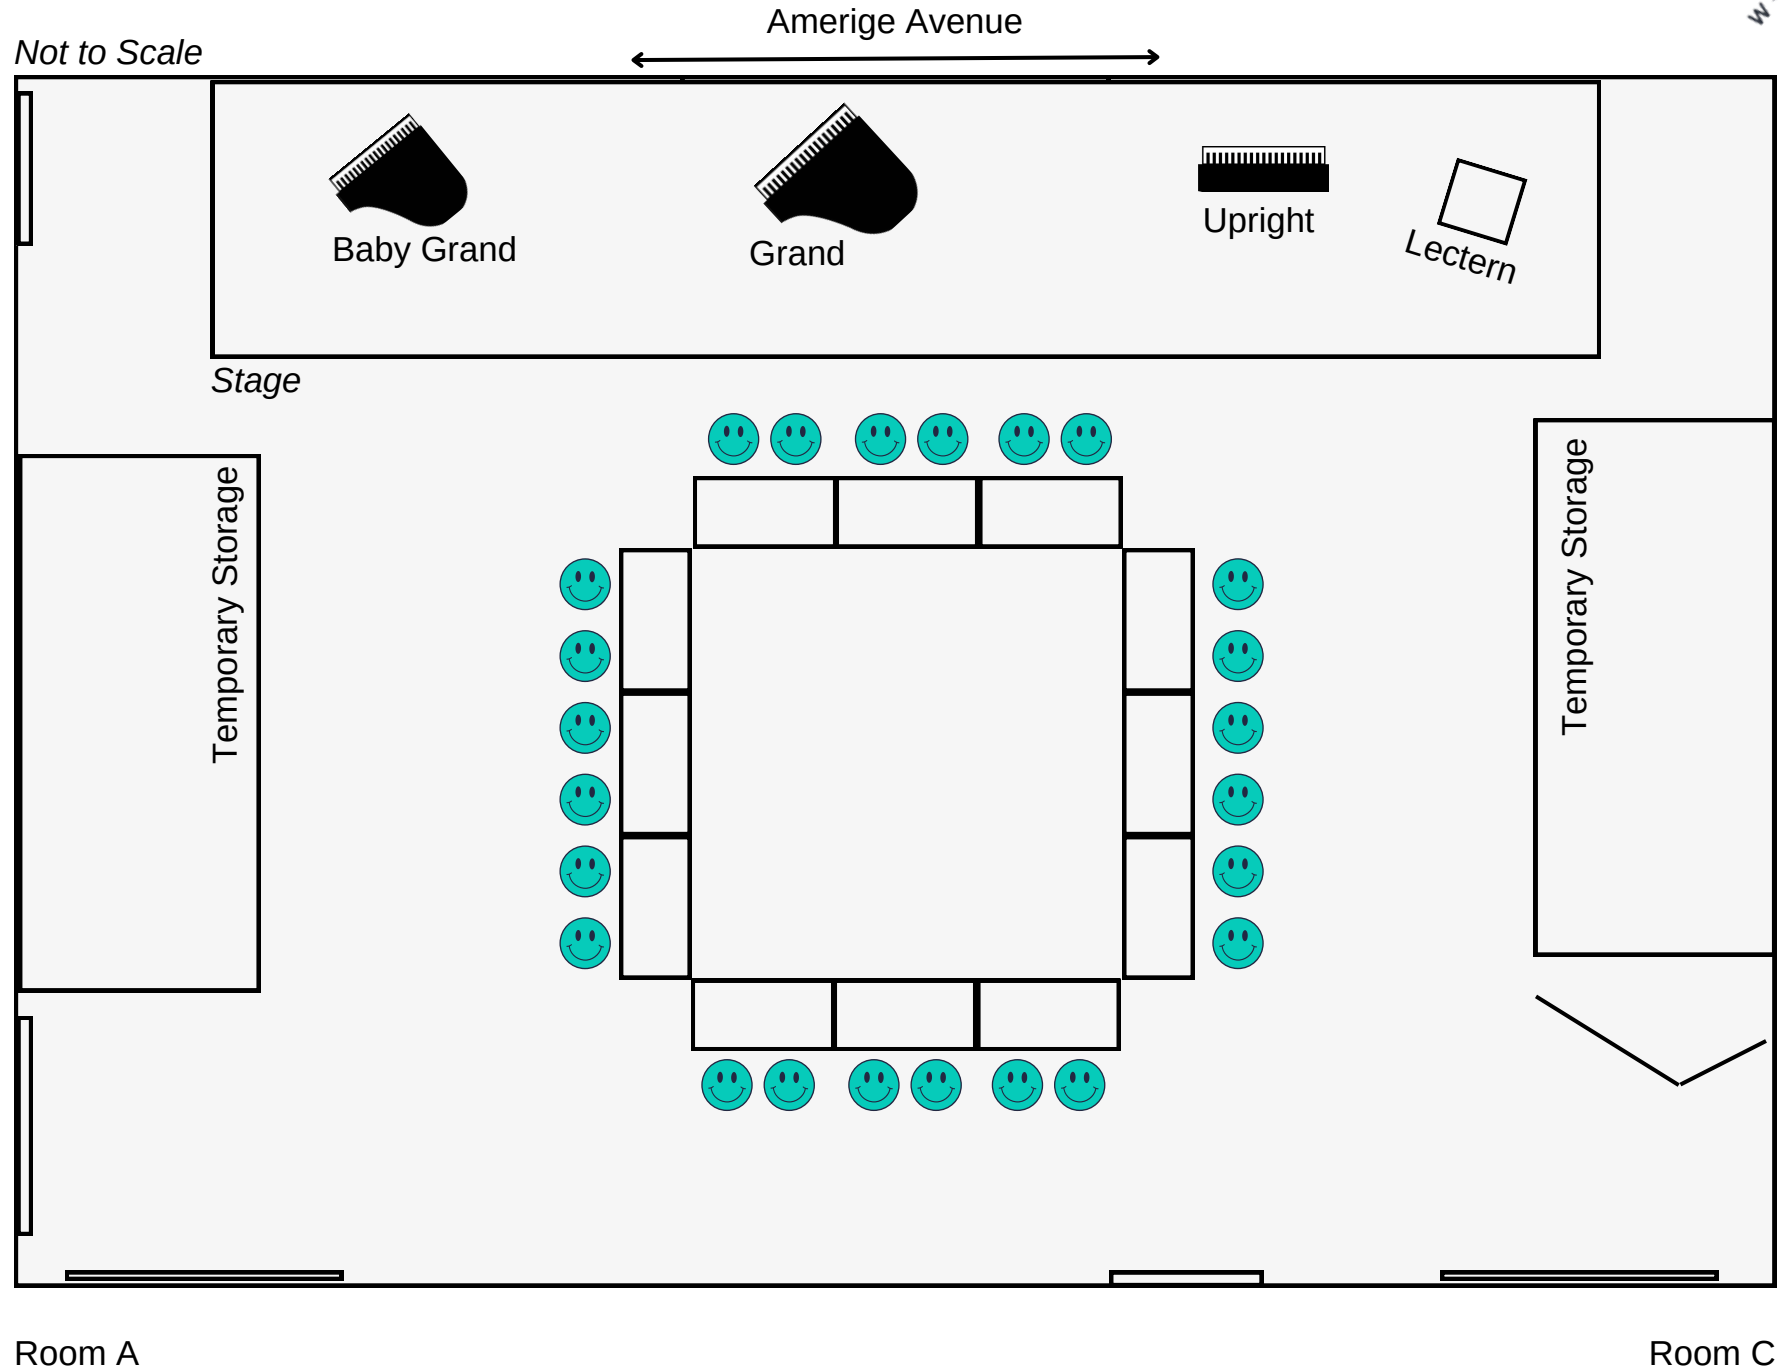 Amerige Avenue
Not to Scale
Baby Grand
Grand
Upright
Lectern
Stage
Temporary Storage
Temporary Storage
Room A
Room C